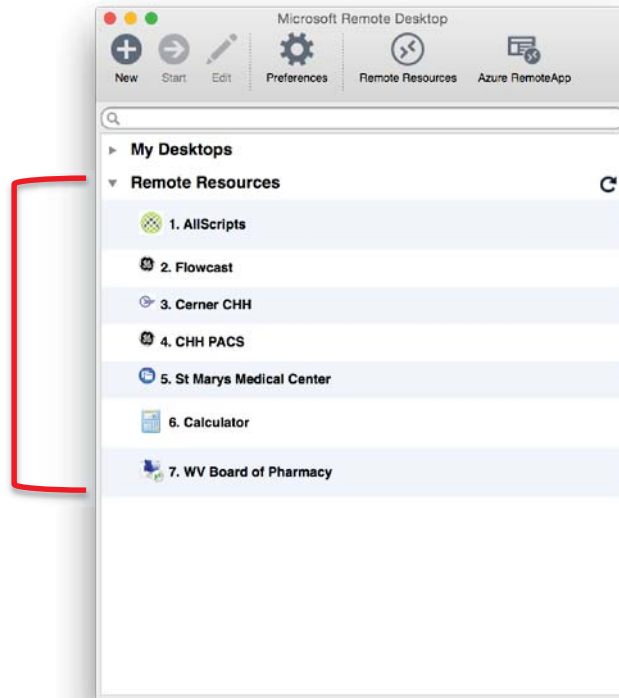 Microsoft Remote Desktop
New Start Edit Preferences Remote Resources Azure RemoteApp
My Desktops
Remote Resources
1. AllScripts
2. Flowcast
3. Cerner CHH
4. CHH PACS
5. St Marys Medical Center
6. Calculator
7. WV Board of Pharmacy